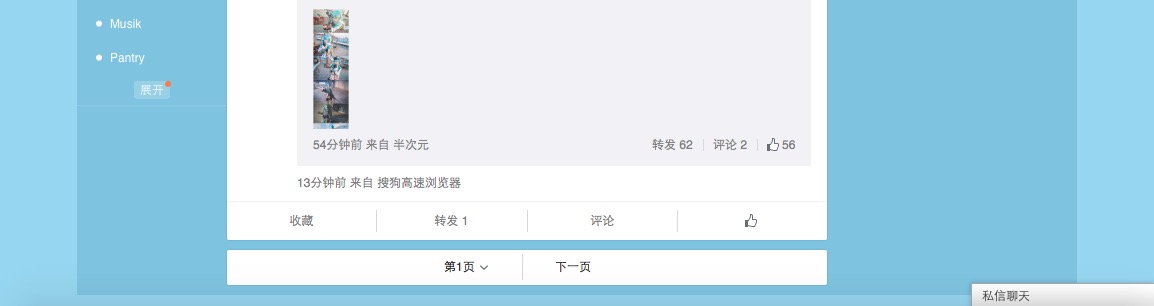 Musik
Pantry
展开
54分钟前 来自 半次元
转发 62
评论 2
56
13分钟前 来自 搜狗高速浏览器
收藏
转发 1
评论
第1页
下一页
私信聊天